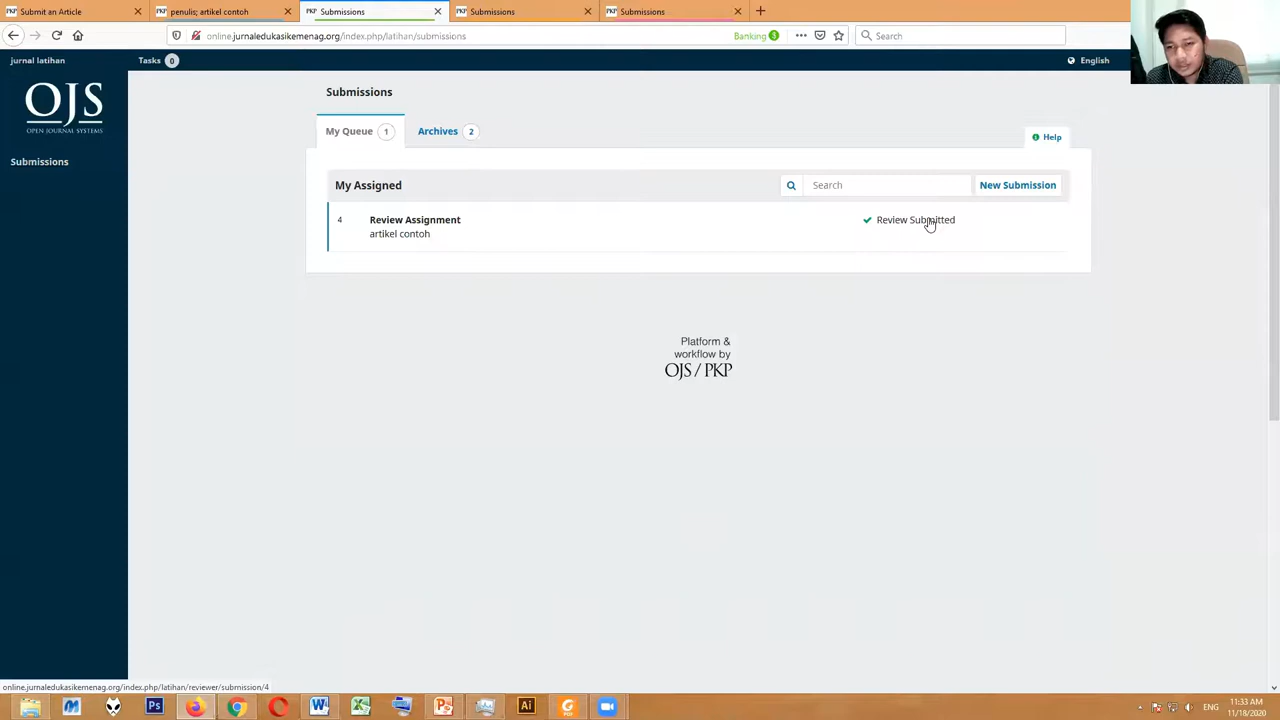 Submit an Article
penulis; artikel contoh
Submissions
Submissions
Submissions
online.jurnaledukasikemenag.org/index.php/latihan/submissions
Banking 3
Search
jurnal latihan
Tasks 0
English
OJS
OPEN JOURNAL SYSTEMS
Submissions
Submissions
My Queue 1
Archives 2
Help
My Assigned
Search
New Submission
4
Review Assignment
Review Submitted
artikel contoh
Platform &
workflow by
OJS / PKP
online.jurnaledukasikemenag.org/index.php/latihan/reviewer/submission/4
ENG
11:33 AM
11/18/2020